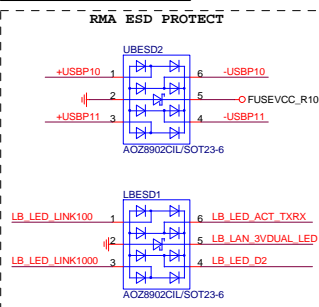 RMA ESD PROTECT
UBESD2
+USBP10 1 6 -USBP10
2 5 FUSEVCC_R10
+USBP11 3 4 -USBP11
AOZ8902CIL/SOT23-6
LBESD1
LB_LED_LINK100 1 6 LB_LED_ACT_TXRX
2 5 LB_LAN_3VDUAL_LED
LB_LED_LINK1000 3 4 LB_LED_D2
AOZ8902CIL/SOT23-6